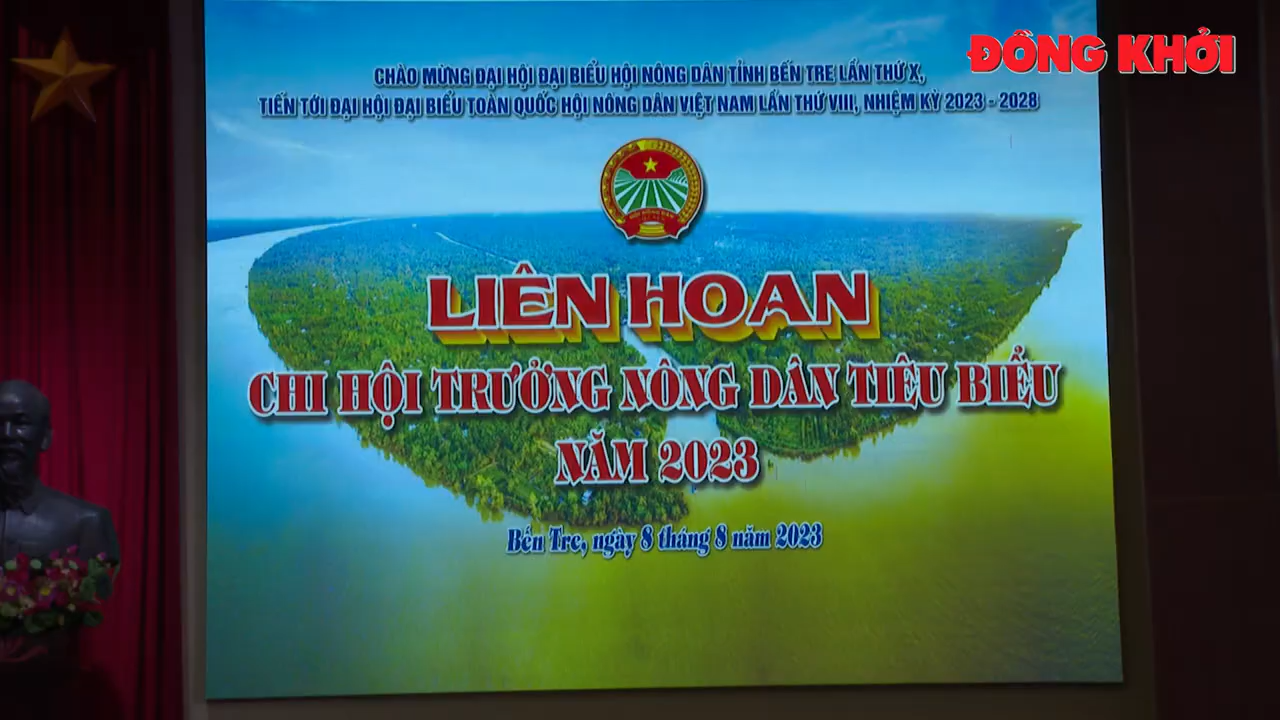 ĐỒNG KHỞI
CHÀO MỪNG ĐẠI HỘI ĐẠI BIỂU HỘI NÔNG DÂN TỈNH BẾN TRE LẦN THỨ X,
TIẾN TỚI ĐẠI HỘI ĐẠI BIỂU TOÀN QUỐC HỘI NÔNG DÂN VIỆT NAM LẦN THỨ VIII, NHIỆM KỲ 2023 - 2028
LIÊN HOAN
CHI HỘI TRƯỞNG NÔNG DÂN TIÊU BIỂU
NĂM 2023
Bến Tre, ngày 8 tháng 8 năm 2023